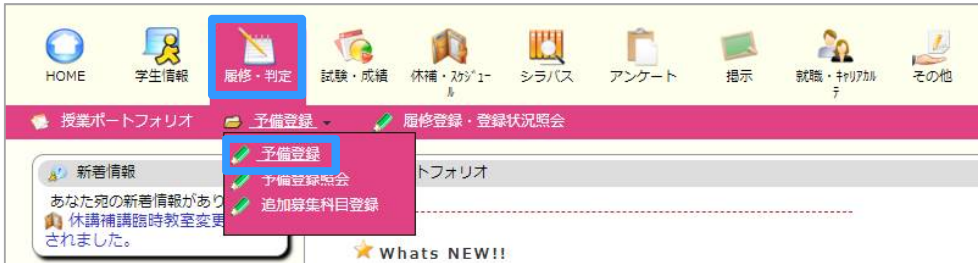 HOME
学生情報
履修・判定
試験・成績
休補・ｽｹｼﾞｭｰ
ﾙ
シラバス
アンケート
掲示
就職・ｷｬﾘｱｶﾙ
ﾃ
その他
授業ポートフォリオ
予備登録
履修登録・登録状況照会
予備登録
予備登録照会
追加募集科目登録
新着情報
トフォリオ
あなた宛の新着情報があり
休講補講臨時教室変更
されました。
Whats NEW!!